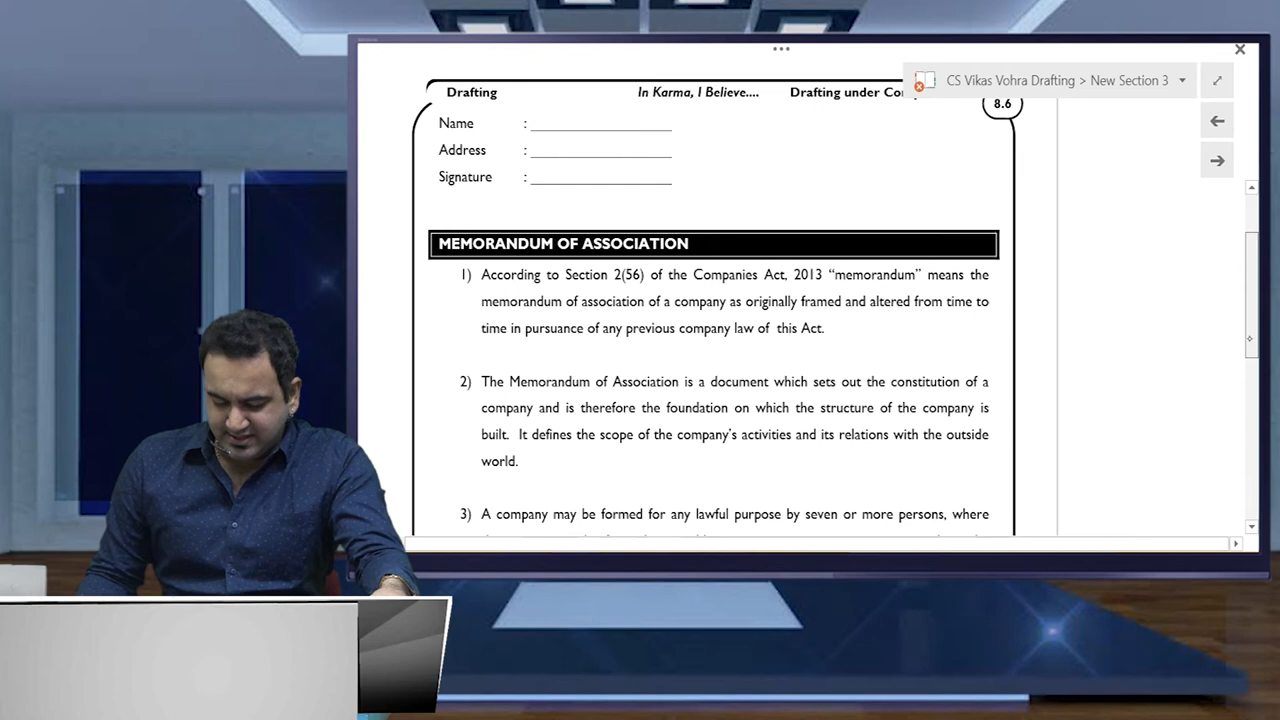 CS Vikas Vohra Drafting > New Section 3
Drafting In Karma, I Believe.... Drafting under
8.6
Name : ____________________
Address : ____________________
Signature : ____________________
MEMORANDUM OF ASSOCIATION
1) According to Section 2(56) of the Companies Act, 2013 “memorandum” means the
memorandum of association of a company as originally framed and altered from time to
time in pursuance of any previous company law of this Act.
2) The Memorandum of Association is a document which sets out the constitution of a
company and is therefore the foundation on which the structure of the company is
built. It defines the scope of the company’s activities and its relations with the outside
world.
3) A company may be formed for any lawful purpose by seven or more persons, where